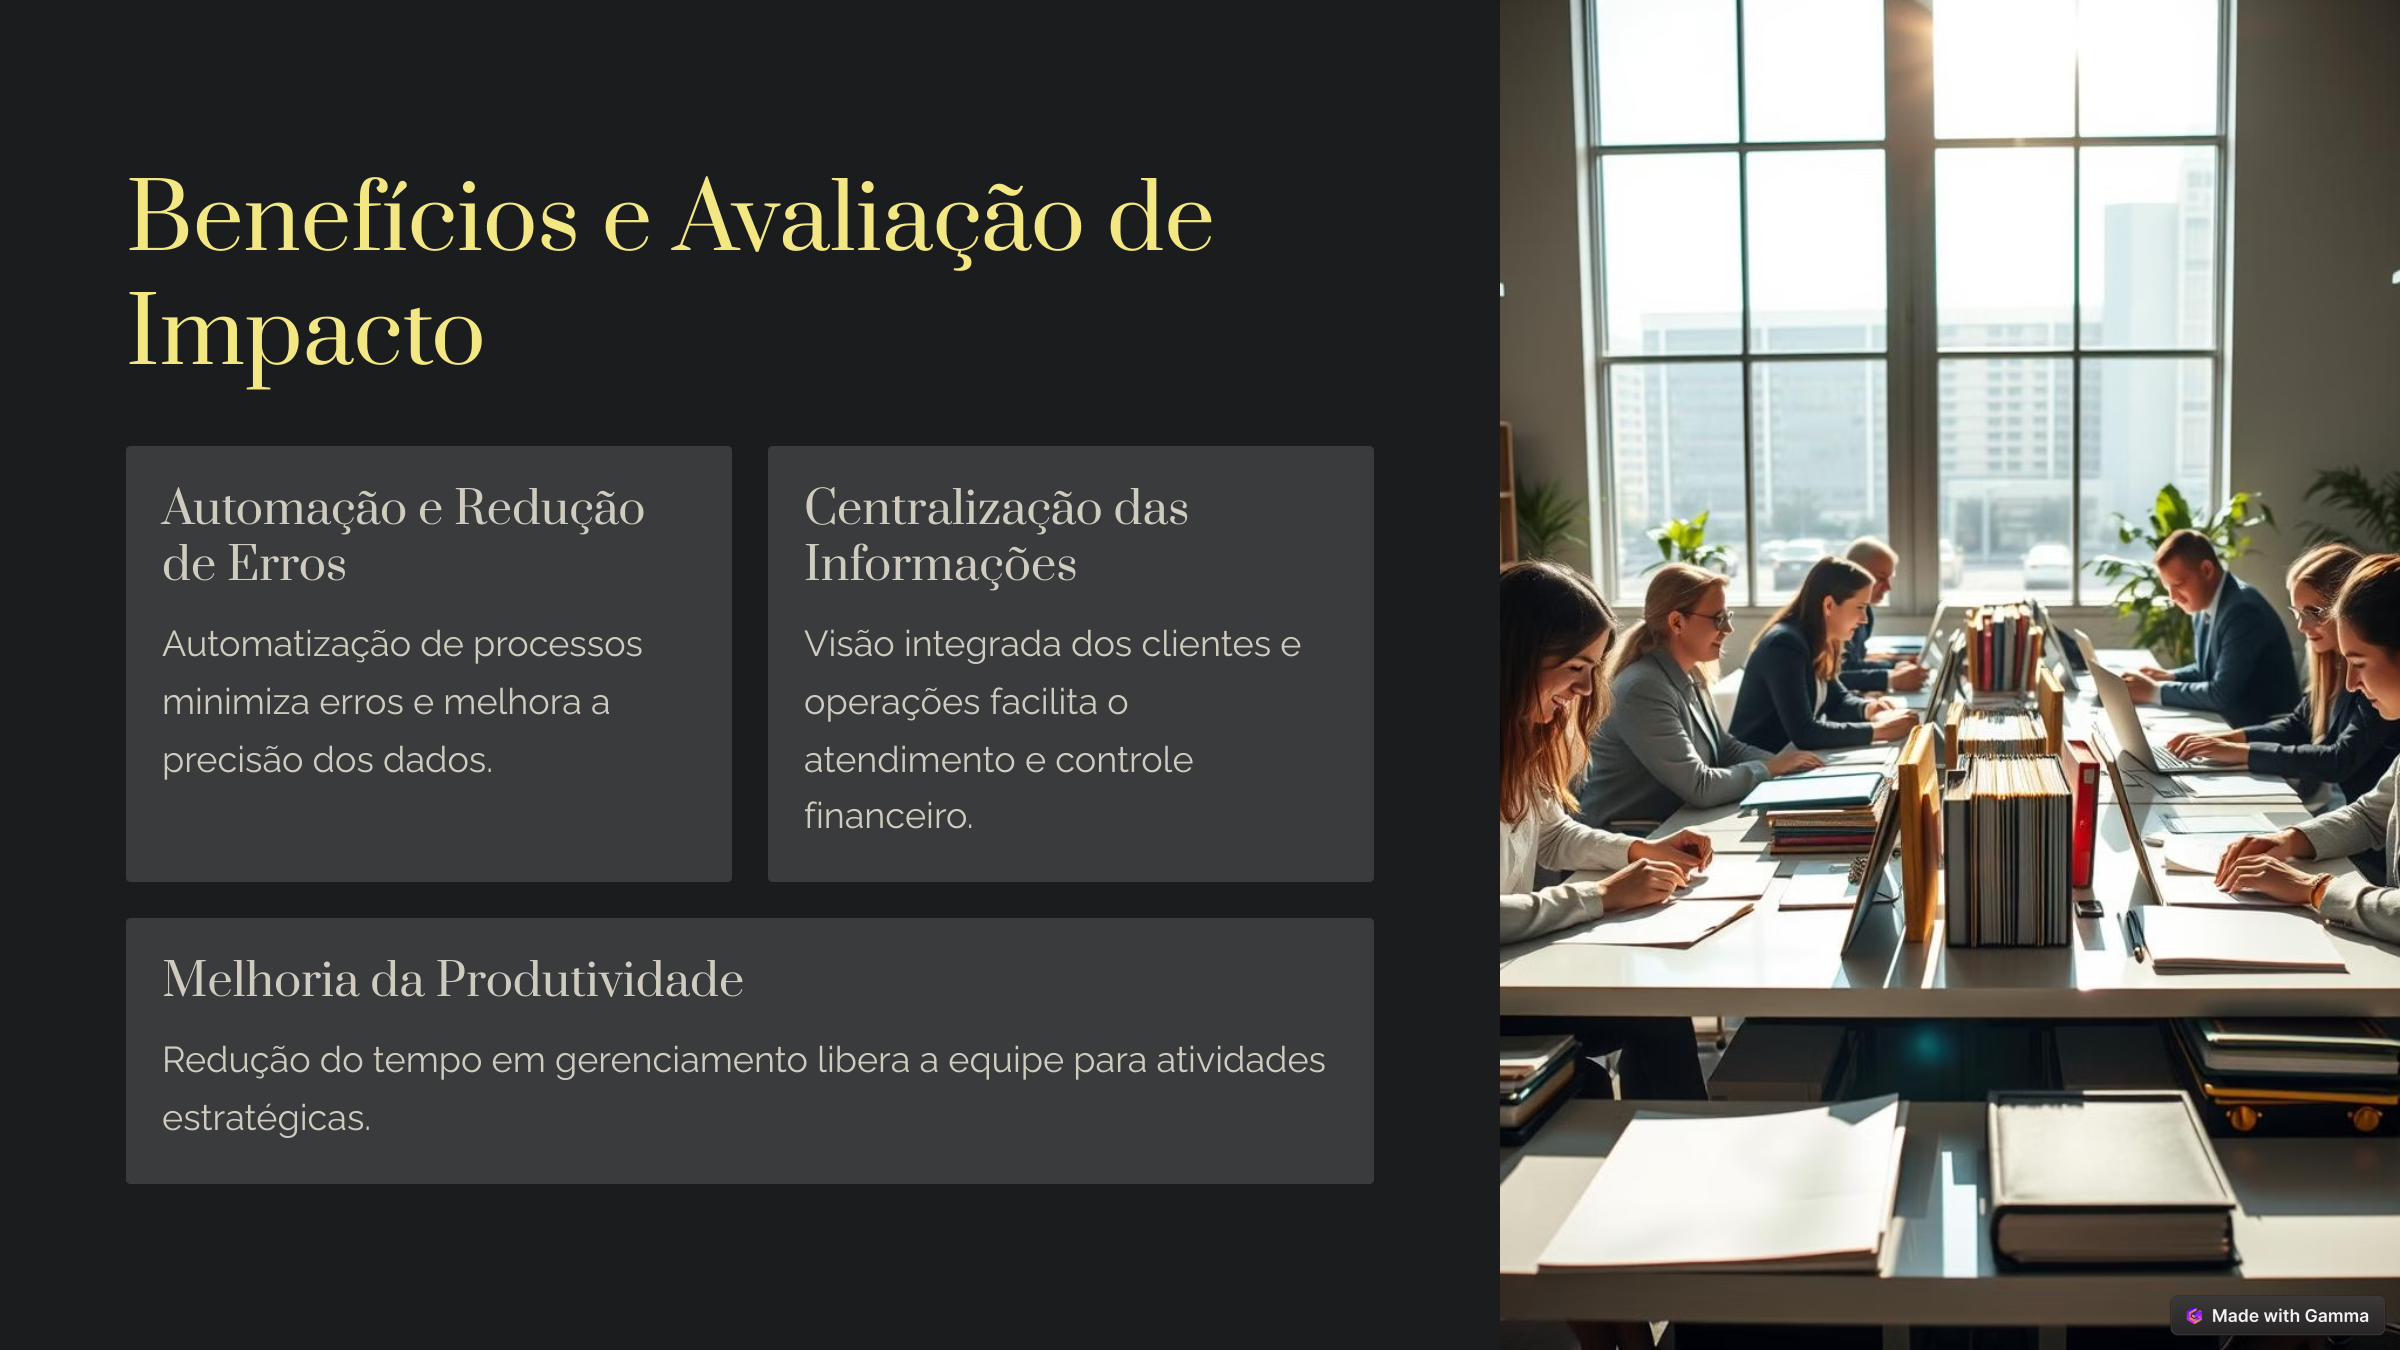 Benefícios e Avaliação de
Impacto
Automação e Redução
de Erros
Automatização de processos
minimiza erros e melhora a
precisão dos dados.
Centralização das
Informações
Visão integrada dos clientes e
operações facilita o
atendimento e controle
financeiro.
Melhoria da Produtividade
Redução do tempo em gerenciamento libera a equipe para atividades
estratégicas.
Made with Gamma